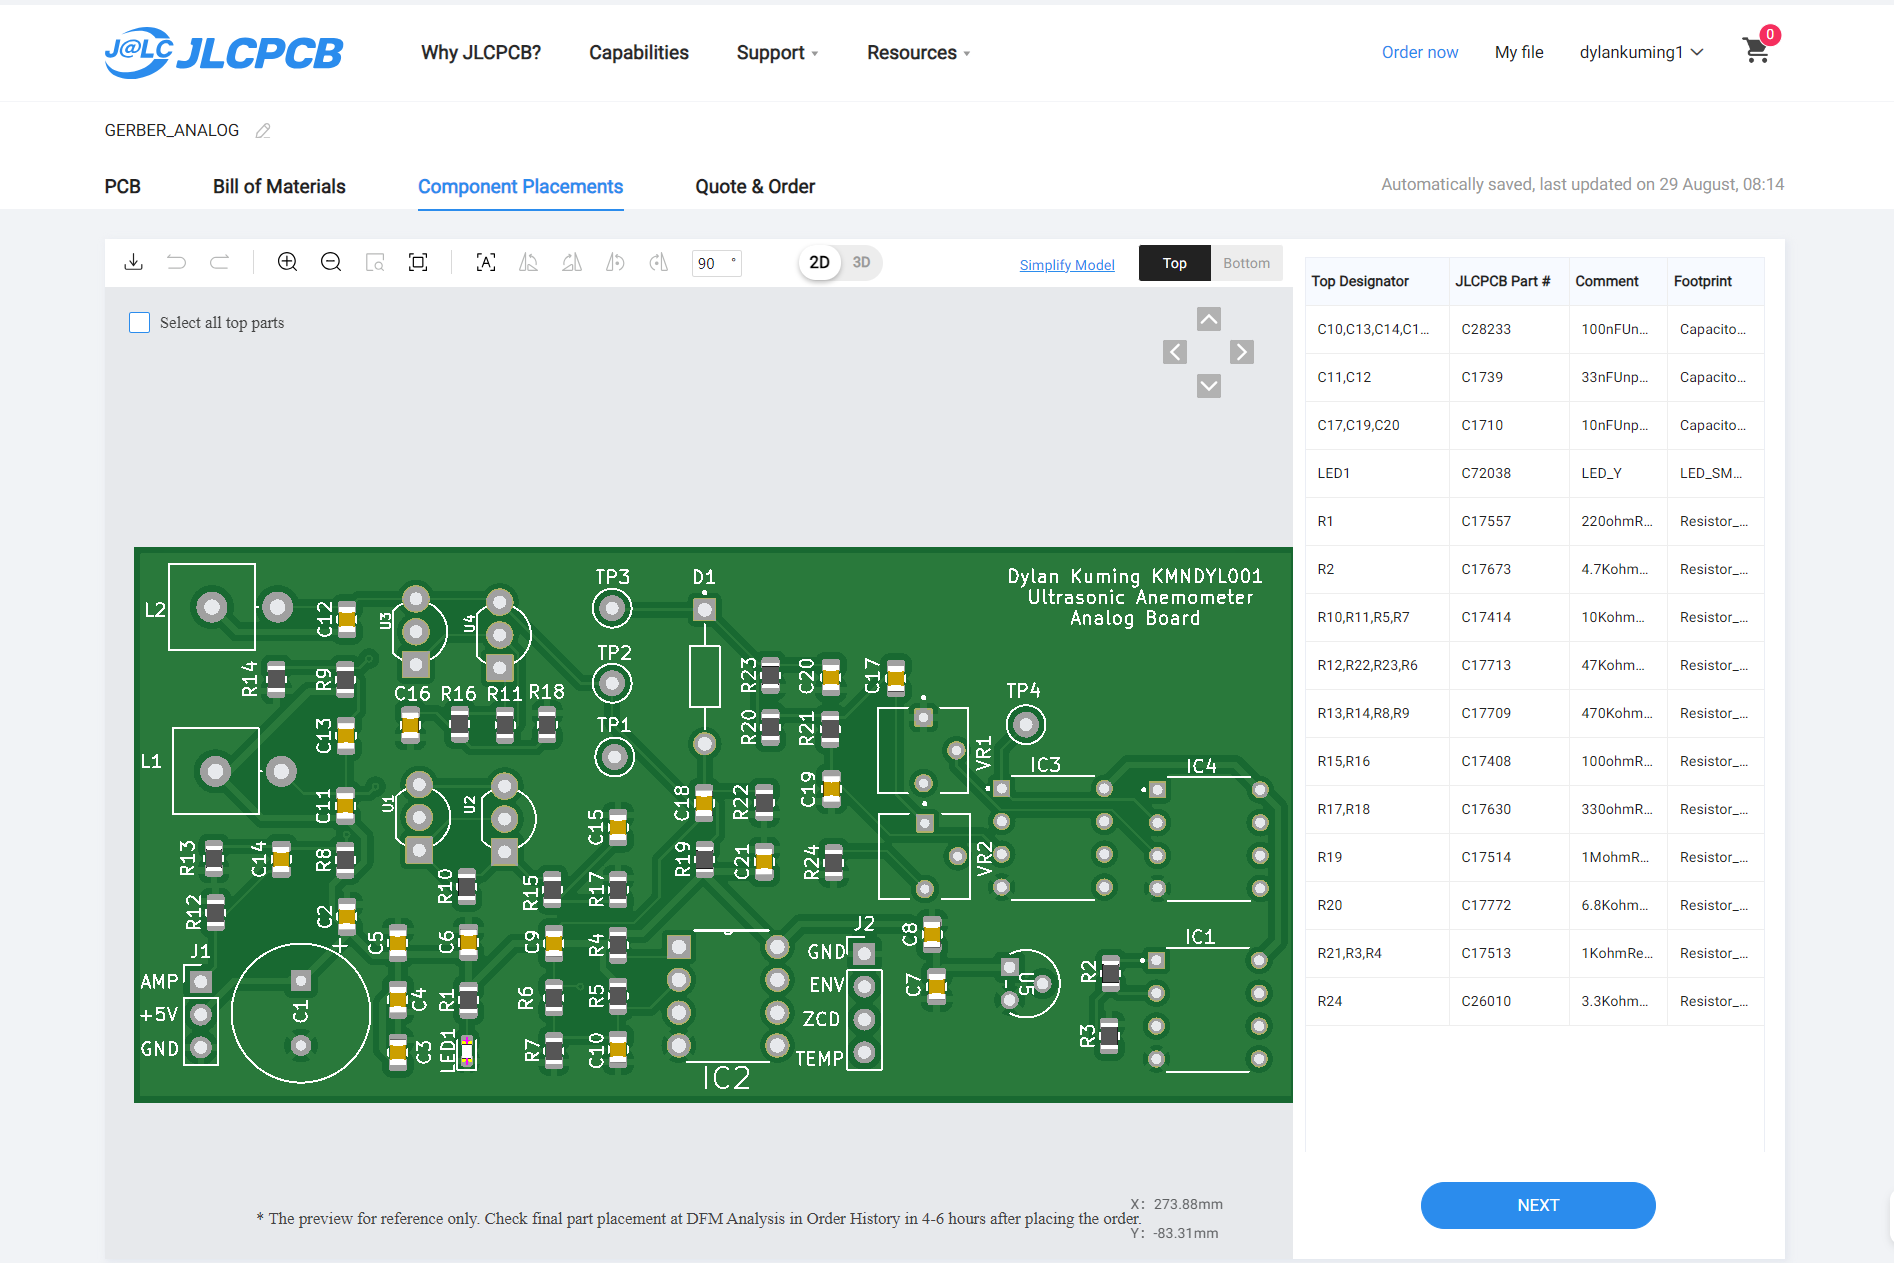 J@LC JLCPCB
Why JLCPCB?
Capabilities
Support
Resources
Order now
My file
dylankuming1
0
GERBER_ANALOG
PCB
Bill of Materials
Component Placements
Quote & Order
Automatically saved, last updated on 29 August, 08:14
90 °
2D
3D
Simplify Model
Top
Bottom
Select all top parts
TP3
D1
Dylan Kuming KMNDYL001
Ultrasonic Anemometer
Analog Board
L2
C12
U3
U4
TP2
R14
R9
R23
C20
C17
C16 R16 R11 R18
TP4
TP1
C13
R20
R21
VR1
L1
IC3
IC4
C11
U1
U2
C18
R22
C19
C15
R13
C14
R8
R19
C21
R24
VR2
R10
R15
R17
R12
C2
C5
C6
C9
R4
J2
C8
IC1
J1
GND
AMP
C1
C4
R1
R6
R5
ENV
C7
U5
R2
+5V
ZCD
GND
C3
LED1
R7
C10
TEMP
R3
IC2
+
* The preview for reference only. Check final part placement at DFM Analysis in Order History in 4-6 hours after placing the order.
X: 273.88mm
Y: -83.31mm
Top Designator JLCPCB Part # Comment Footprint
C10,C13,C14,C1... C28233 100nFUn... Capacito...
C11,C12 C1739 33nFUnp... Capacito...
C17,C19,C20 C1710 10nFUnp... Capacito...
LED1 C72038 LED_Y LED_SM...
R1 C17557 220ohmR... Resistor_...
R2 C17673 4.7Kohm... Resistor_...
R10,R11,R5,R7 C17414 10Kohm... Resistor_...
R12,R22,R23,R6 C17713 47Kohm... Resistor_...
R13,R14,R8,R9 C17709 470Kohm... Resistor_...
R15,R16 C17408 100ohmR... Resistor_...
R17,R18 C17630 330ohmR... Resistor_...
R19 C17514 1MohmR... Resistor_...
R20 C17772 6.8Kohm... Resistor_...
R21,R3,R4 C17513 1KohmRe... Resistor_...
R24 C26010 3.3Kohm... Resistor_...
NEXT